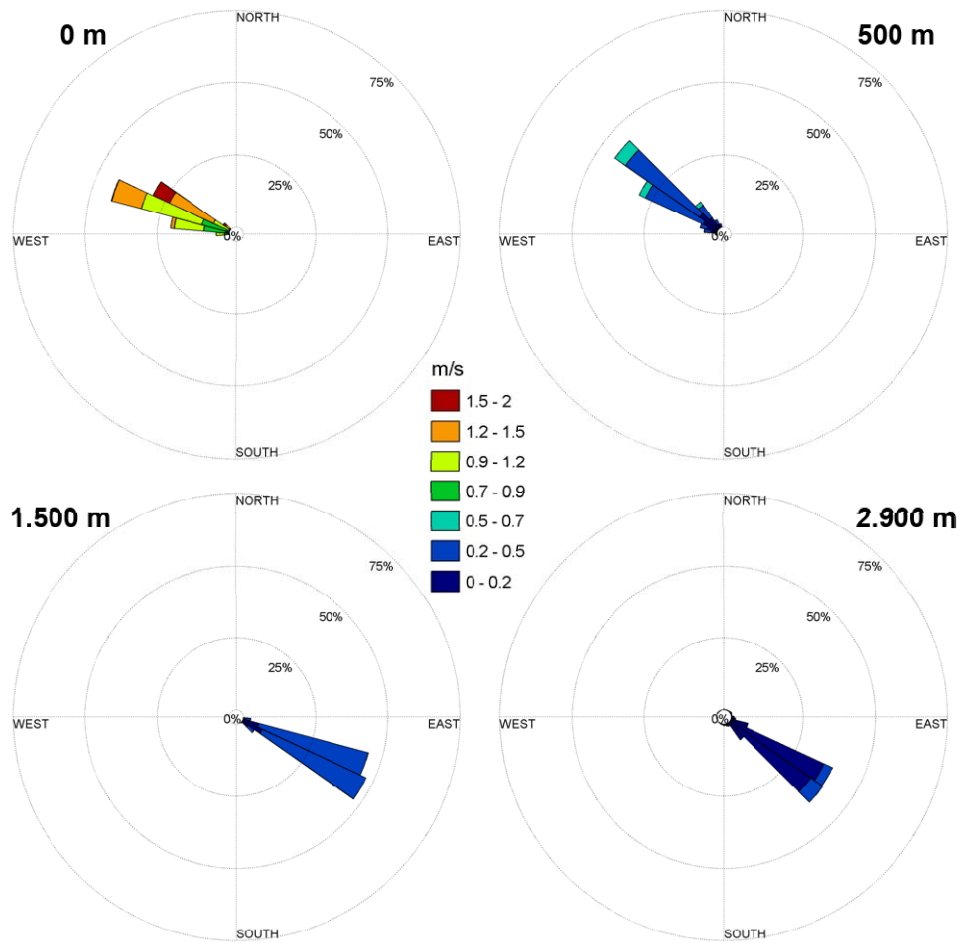 0 m
NORTH
75%
50%
25%
WEST
0%
EAST
SOUTH
500 m
NORTH
75%
50%
25%
WEST
0%
EAST
SOUTH
m/s
1.5 - 2
1.2 - 1.5
0.9 - 1.2
0.7 - 0.9
0.5 - 0.7
0.2 - 0.5
0 - 0.2
1.500 m
NORTH
75%
50%
25%
WEST
0%
EAST
SOUTH
2.900 m
NORTH
75%
50%
25%
WEST
0%
EAST
SOUTH